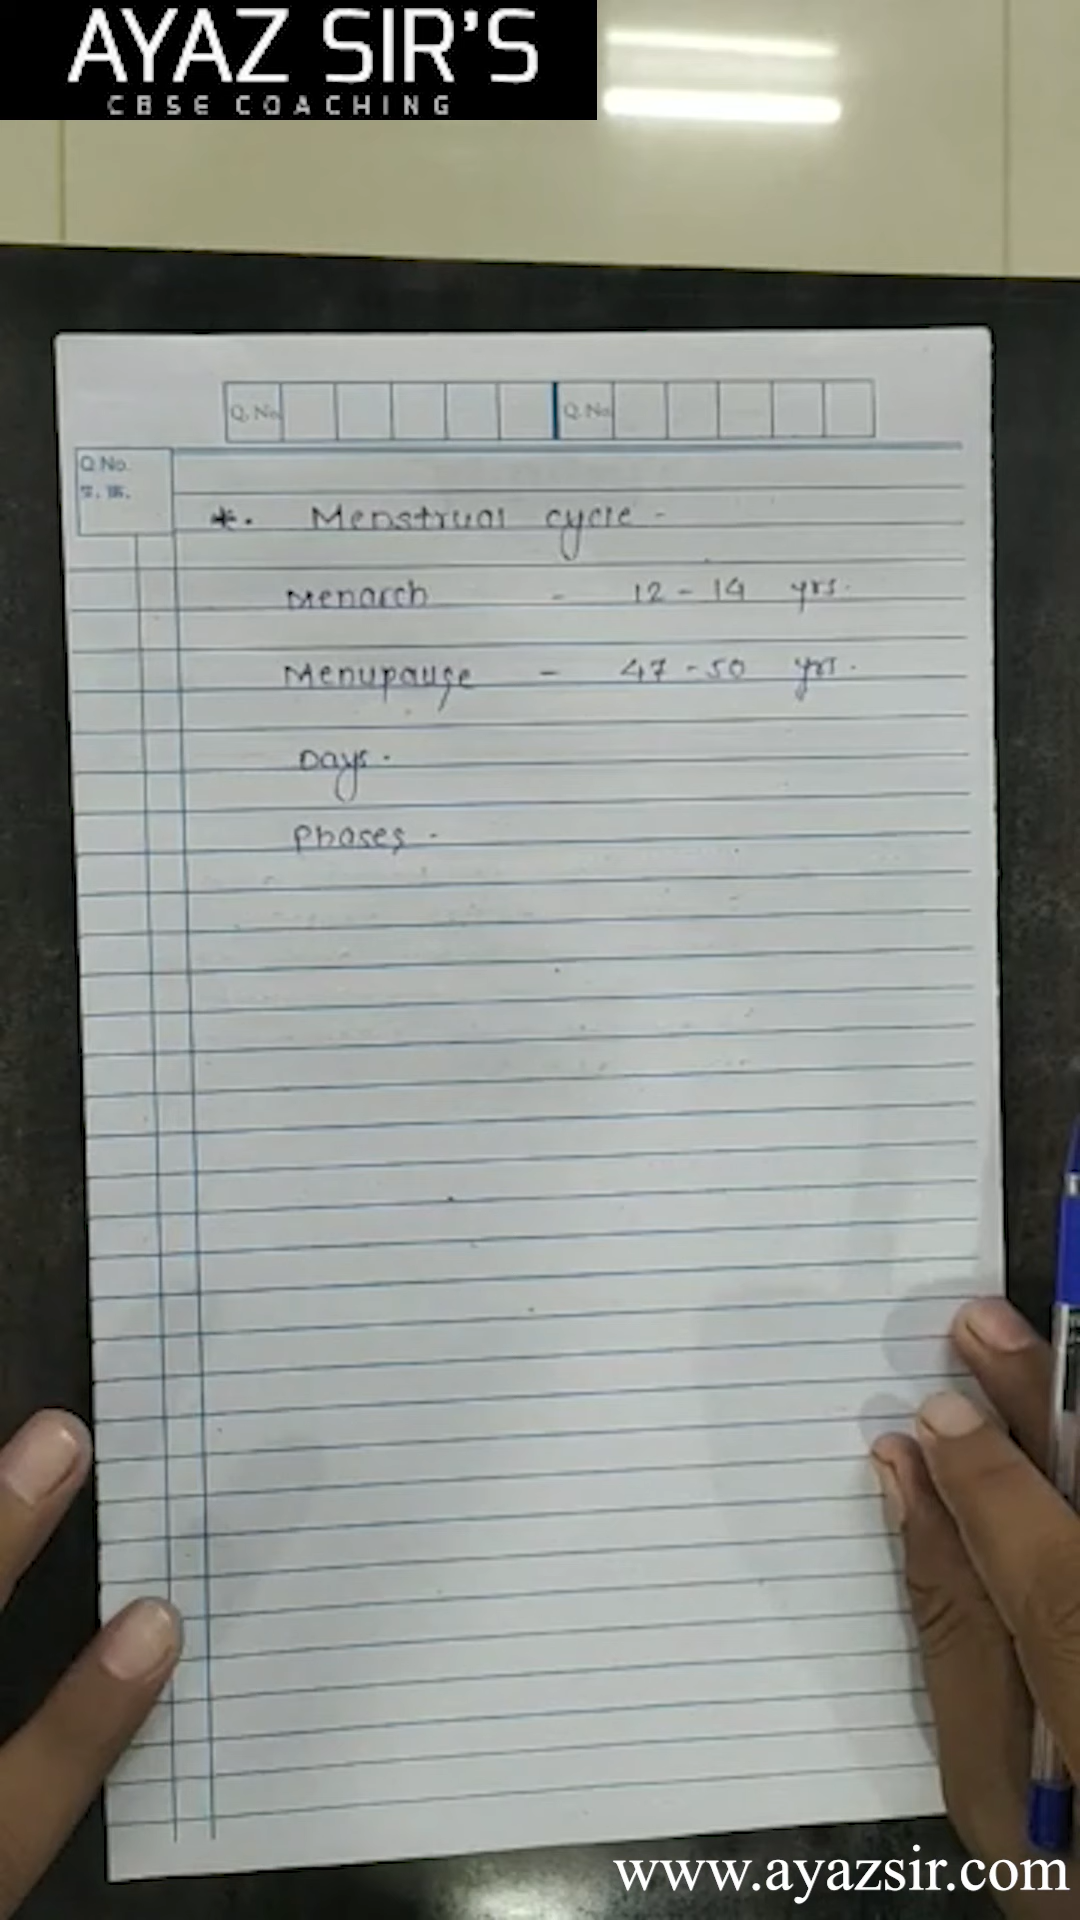 AYAZ SIR'S
CBSE COACHING
Q. No. Q. No.
Q.No.
प्र. क्र.
*. Menstrual cycle -
Menarch - 12 - 14 yrs.
Menupause - 47 - 50 yrs.
Days -
Phases -
www.ayazsir.com